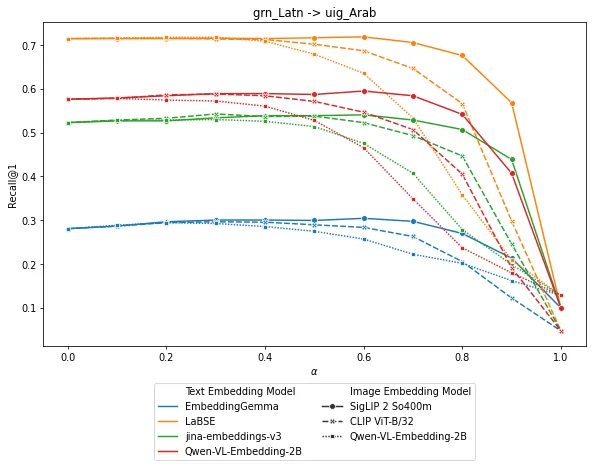 grn_Latn -> uig_Arab
Recall@1
0.7
0.6
0.5
0.4
0.3
0.2
0.1
0.0 0.2 0.4 0.6 0.8 1.0
α
Text Embedding Model Image Embedding Model
EmbeddingGemma SigLIP 2 So400m
LaBSE CLIP ViT-B/32
jina-embeddings-v3 Qwen-VL-Embedding-2B
Qwen-VL-Embedding-2B